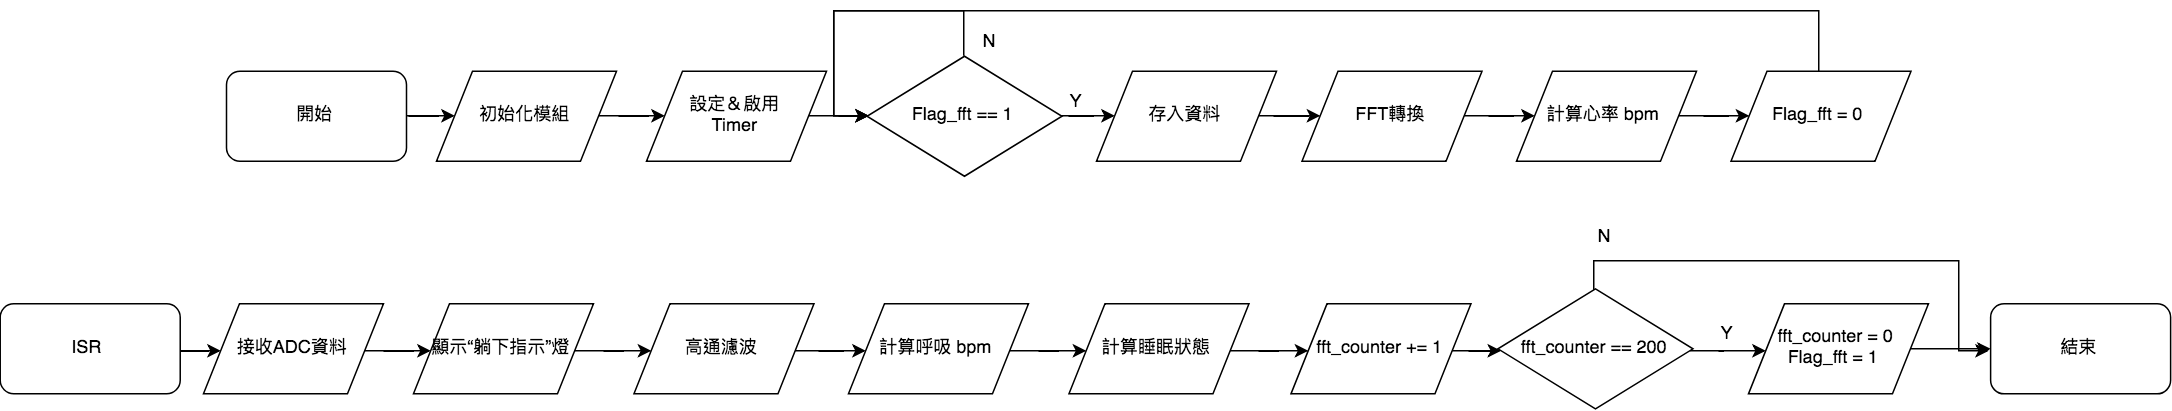 開始
初始化模組
設定＆啟用
Timer
N
Flag_fft == 1
Y
存入資料
FFT轉換
計算心率 bpm
Flag_fft = 0
ISR
接收ADC資料
顯示“躺下指示”燈
高通濾波
計算呼吸 bpm
計算睡眠狀態
fft_counter += 1
N
fft_counter == 200
Y
fft_counter = 0
Flag_fft = 1
結束